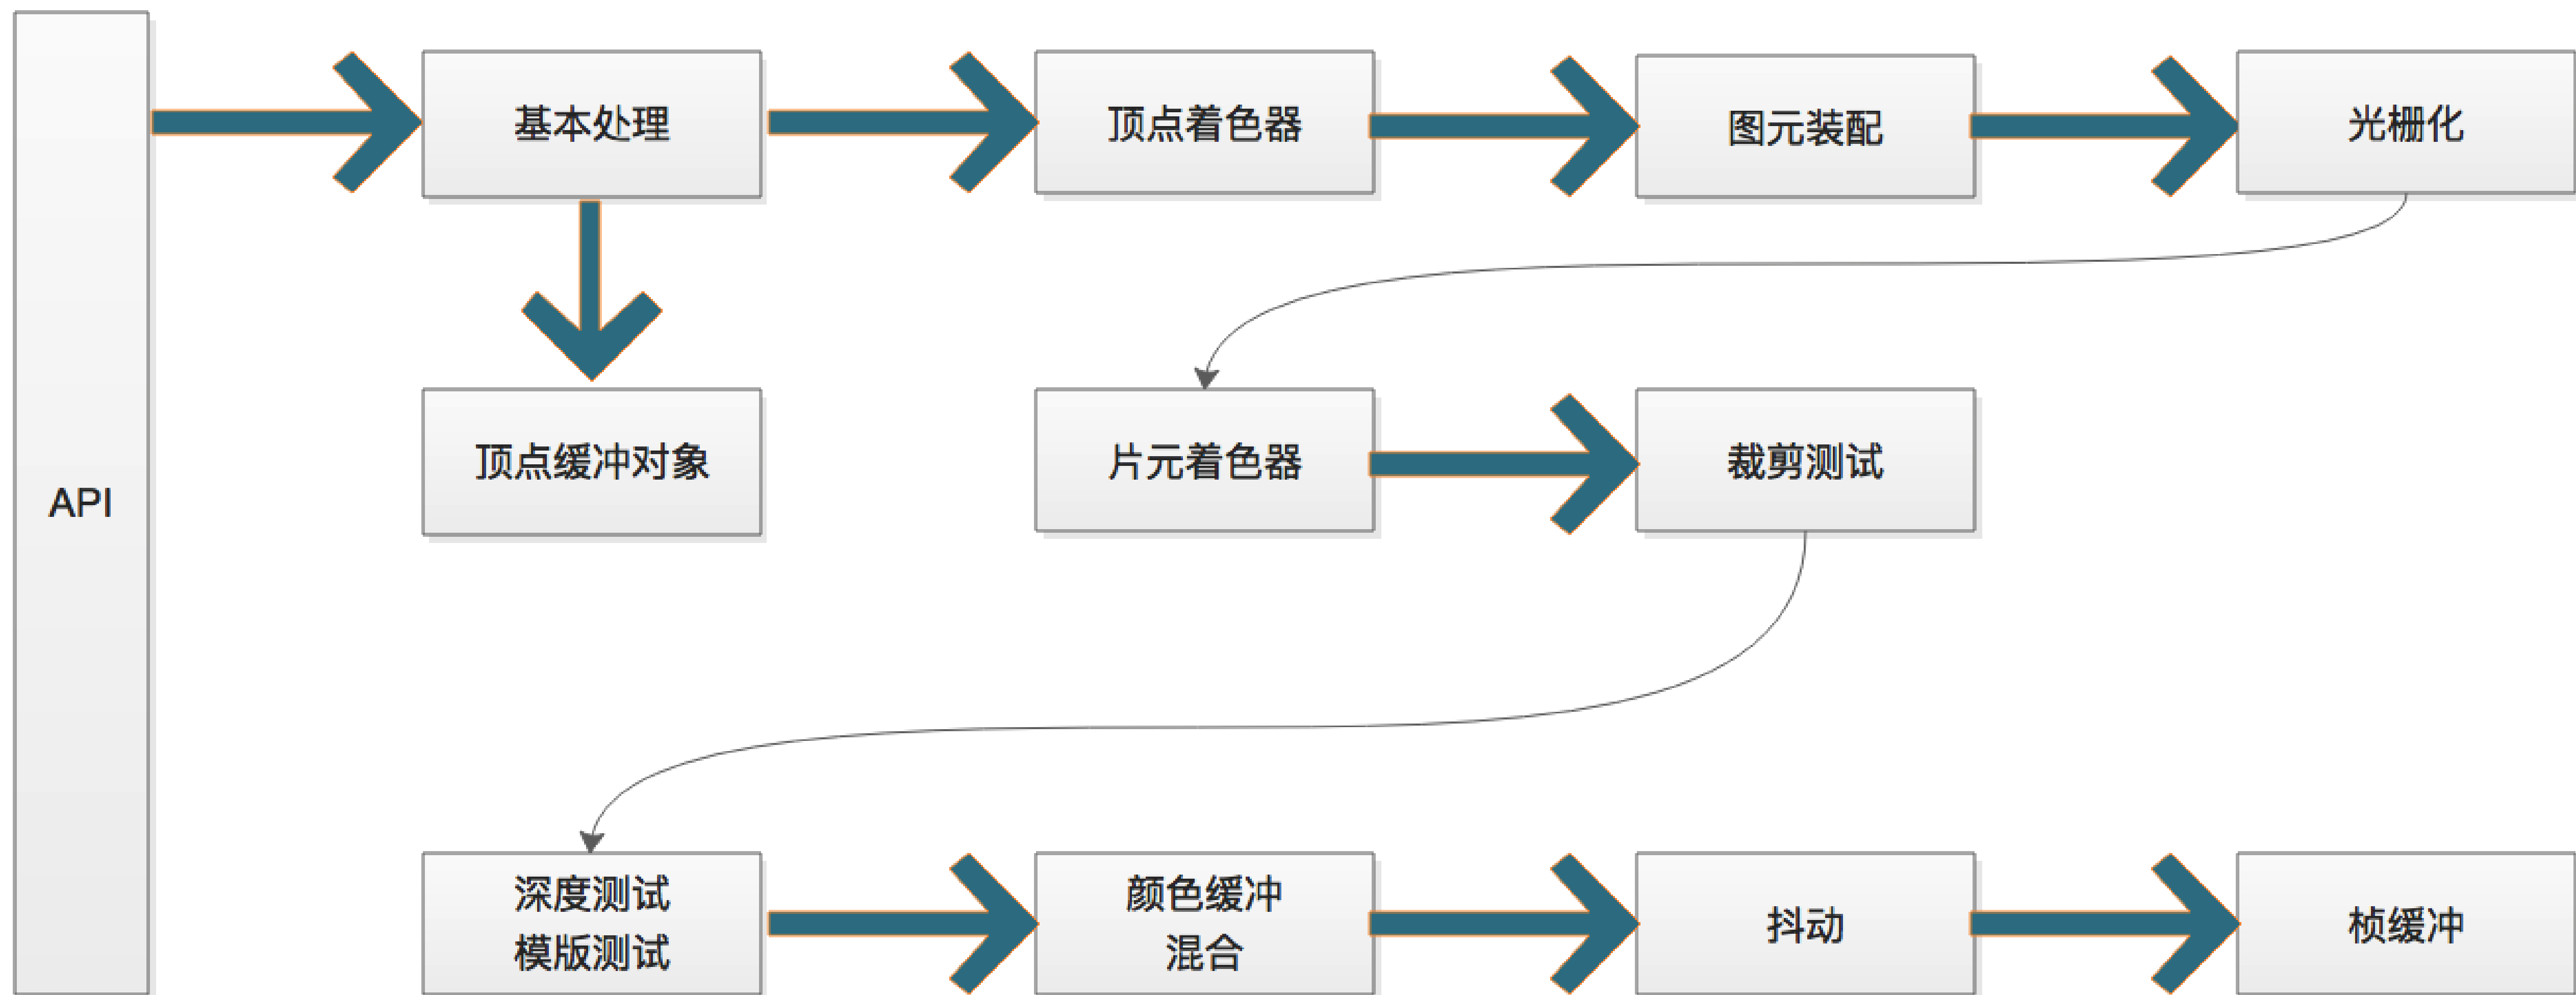 API
基本处理
顶点着色器
图元装配
光栅化
顶点缓冲对象
片元着色器
裁剪测试
深度测试
模版测试
颜色缓冲
混合
抖动
桢缓冲